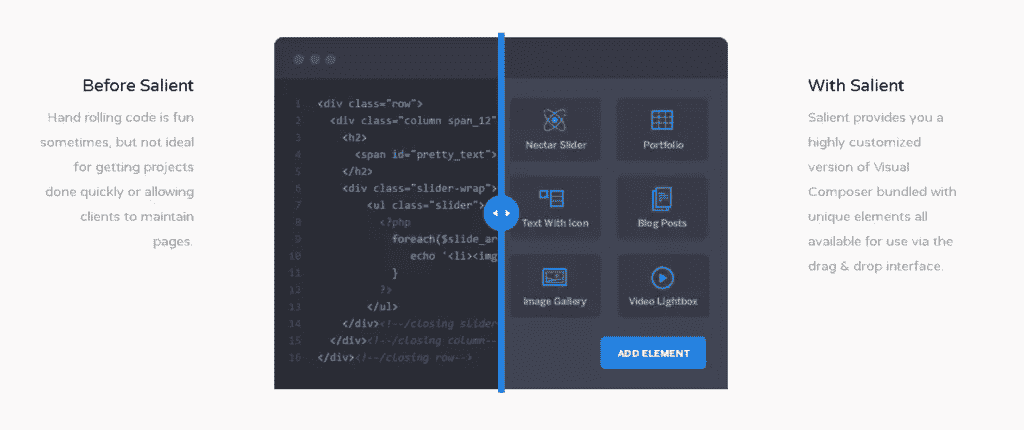 Before Salient
Hand rolling code is fun
sometimes, but not ideal
for getting projects
done quickly or allowing
clients to maintain
pages.
1 <div class="row">
2 <div class="column span_12"
3 <h2>
4 <span id="pretty_text">
5 </h2>
6 <div class="slider-wrap"
7 <ul class="slider">
8 <?php
9 foreach($slide_ar
10 echo '<li><img
11 }
12 ?>
13 </ul>
14 </div><!--/closing slider
15 </div><!--/closing column--
16 </div><!--/closing row-->
Nectar Slider
Portfolio
Text With Icon
Blog Posts
Image Gallery
Video Lightbox
ADD ELEMENT
With Salient
Salient provides you a
highly customized
version of Visual
Composer bundled with
unique elements all
available for use via the
drag & drop interface.